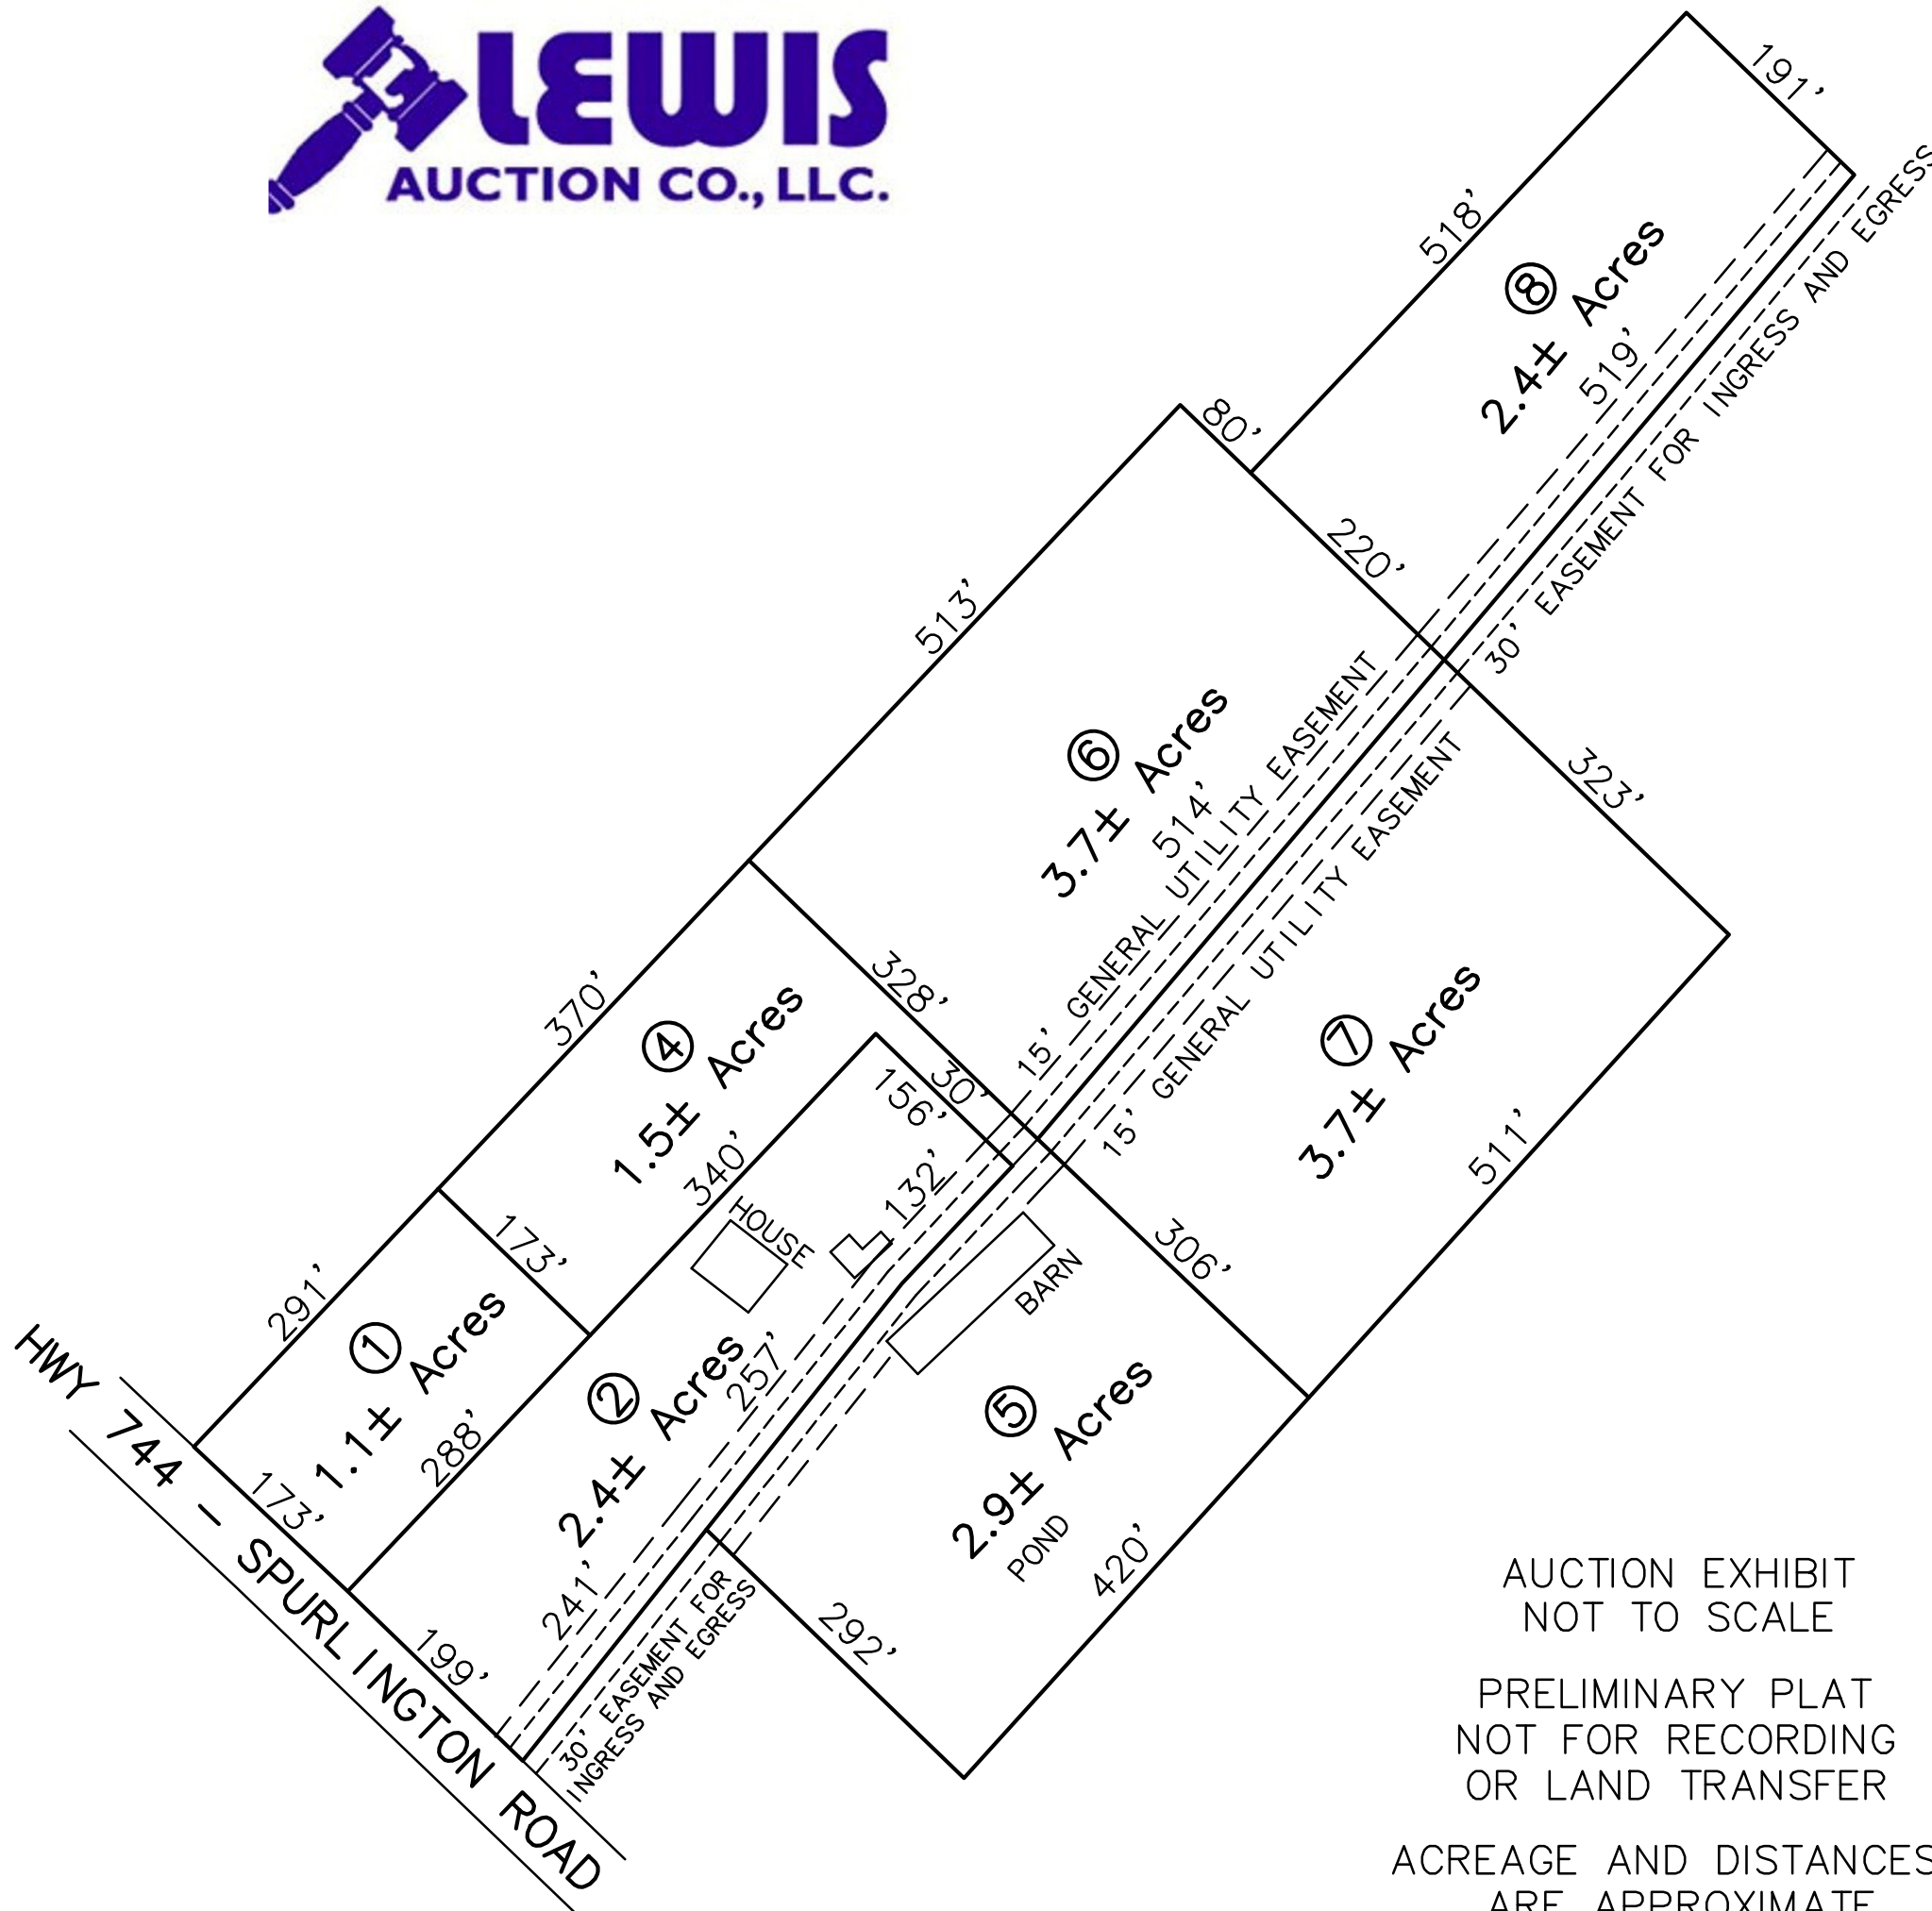 LEWIS
AUCTION CO., LLC.
191'
518'
8
2.4± Acres
519'
30' EASEMENT FOR INGRESS AND EGRESS
80'
220'
513'
6
3.7± Acres
514'
15' GENERAL UTILITY EASEMENT
15' GENERAL UTILITY EASEMENT
323'
7
3.7± Acres
511'
328'
30'
370'
4
1.5± Acres
156'
340'
132'
HOUSE
BARN
306'
173'
291'
1
1.1± Acres
288'
173'
2
2.4± Acres
257'
241'
199'
5
2.9± Acres
POND
420'
292'
30' EASEMENT FOR
INGRESS AND EGRESS
HWY 744 - SPURLINGTON ROAD
AUCTION EXHIBIT
NOT TO SCALE
PRELIMINARY PLAT
NOT FOR RECORDING
OR LAND TRANSFER
ACREAGE AND DISTANCES
ARE APPROXIMATE